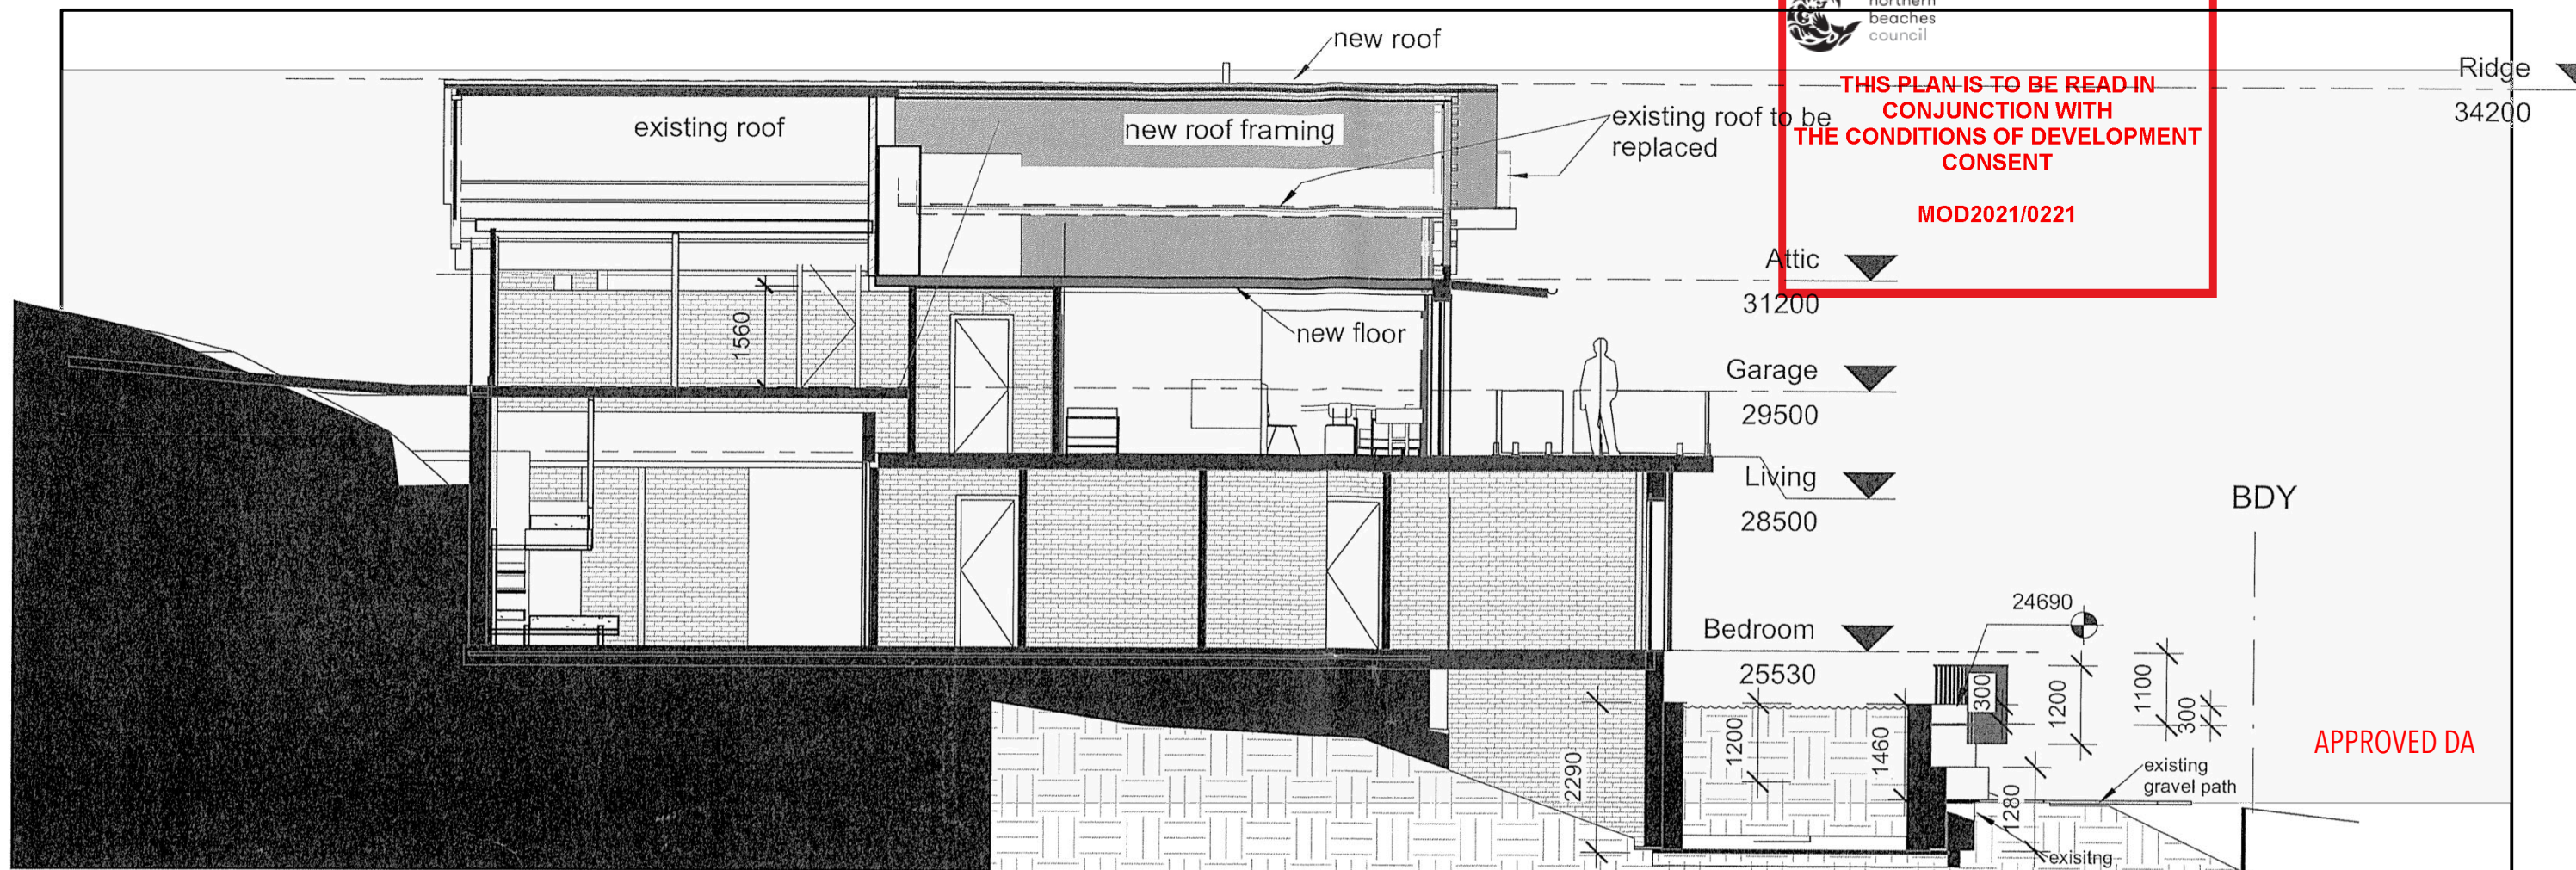 northern
beaches
council
THIS PLAN IS TO BE READ IN
CONJUNCTION WITH
THE CONDITIONS OF DEVELOPMENT
CONSENT
MOD2021/0221
new roof
Ridge
34200
existing roof
new roof framing
existing roof to be
replaced
Attic
31200
1560
new floor
Garage
29500
Living
28500
BDY
24690
Bedroom
25530
300
1200
1100
300
2290
1200
1460
1280
APPROVED DA
existing
gravel path
exisitng